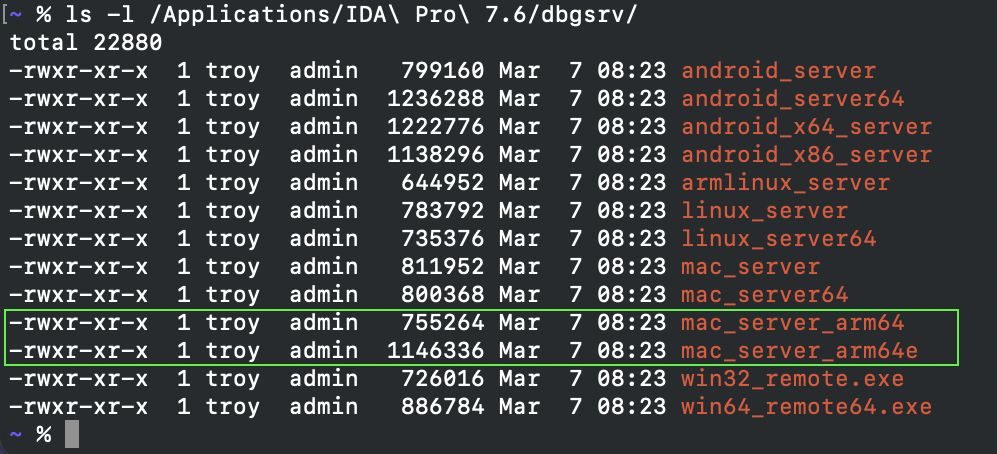 [~ % ls -l /Applications/IDA\ Pro\ 7.6/dbgsrv/
total 22880
-rwxr-xr-x  1 troy  admin   799160 Mar  7 08:23 android_server
-rwxr-xr-x  1 troy  admin  1236288 Mar  7 08:23 android_server64
-rwxr-xr-x  1 troy  admin  1222776 Mar  7 08:23 android_x64_server
-rwxr-xr-x  1 troy  admin  1138296 Mar  7 08:23 android_x86_server
-rwxr-xr-x  1 troy  admin   644952 Mar  7 08:23 armlinux_server
-rwxr-xr-x  1 troy  admin   783792 Mar  7 08:23 linux_server
-rwxr-xr-x  1 troy  admin   735376 Mar  7 08:23 linux_server64
-rwxr-xr-x  1 troy  admin   811952 Mar  7 08:23 mac_server
-rwxr-xr-x  1 troy  admin   800368 Mar  7 08:23 mac_server64
-rwxr-xr-x  1 troy  admin   755264 Mar  7 08:23 mac_server_arm64
-rwxr-xr-x  1 troy  admin  1146336 Mar  7 08:23 mac_server_arm64e
-rwxr-xr-x  1 troy  admin   726016 Mar  7 08:23 win32_remote.exe
-rwxr-xr-x  1 troy  admin   886784 Mar  7 08:23 win64_remote64.exe
~ %